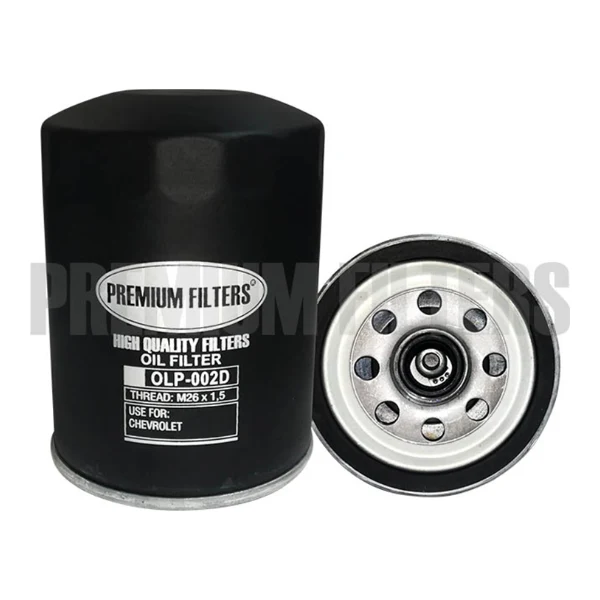 PREMIUM FILTERS
PREMIUM FILTERS©
HIGH QUALITY FILTERS
OIL FILTER
OLP-002D
THREAD: M26 x 1,5
USE FOR:
CHEVROLET